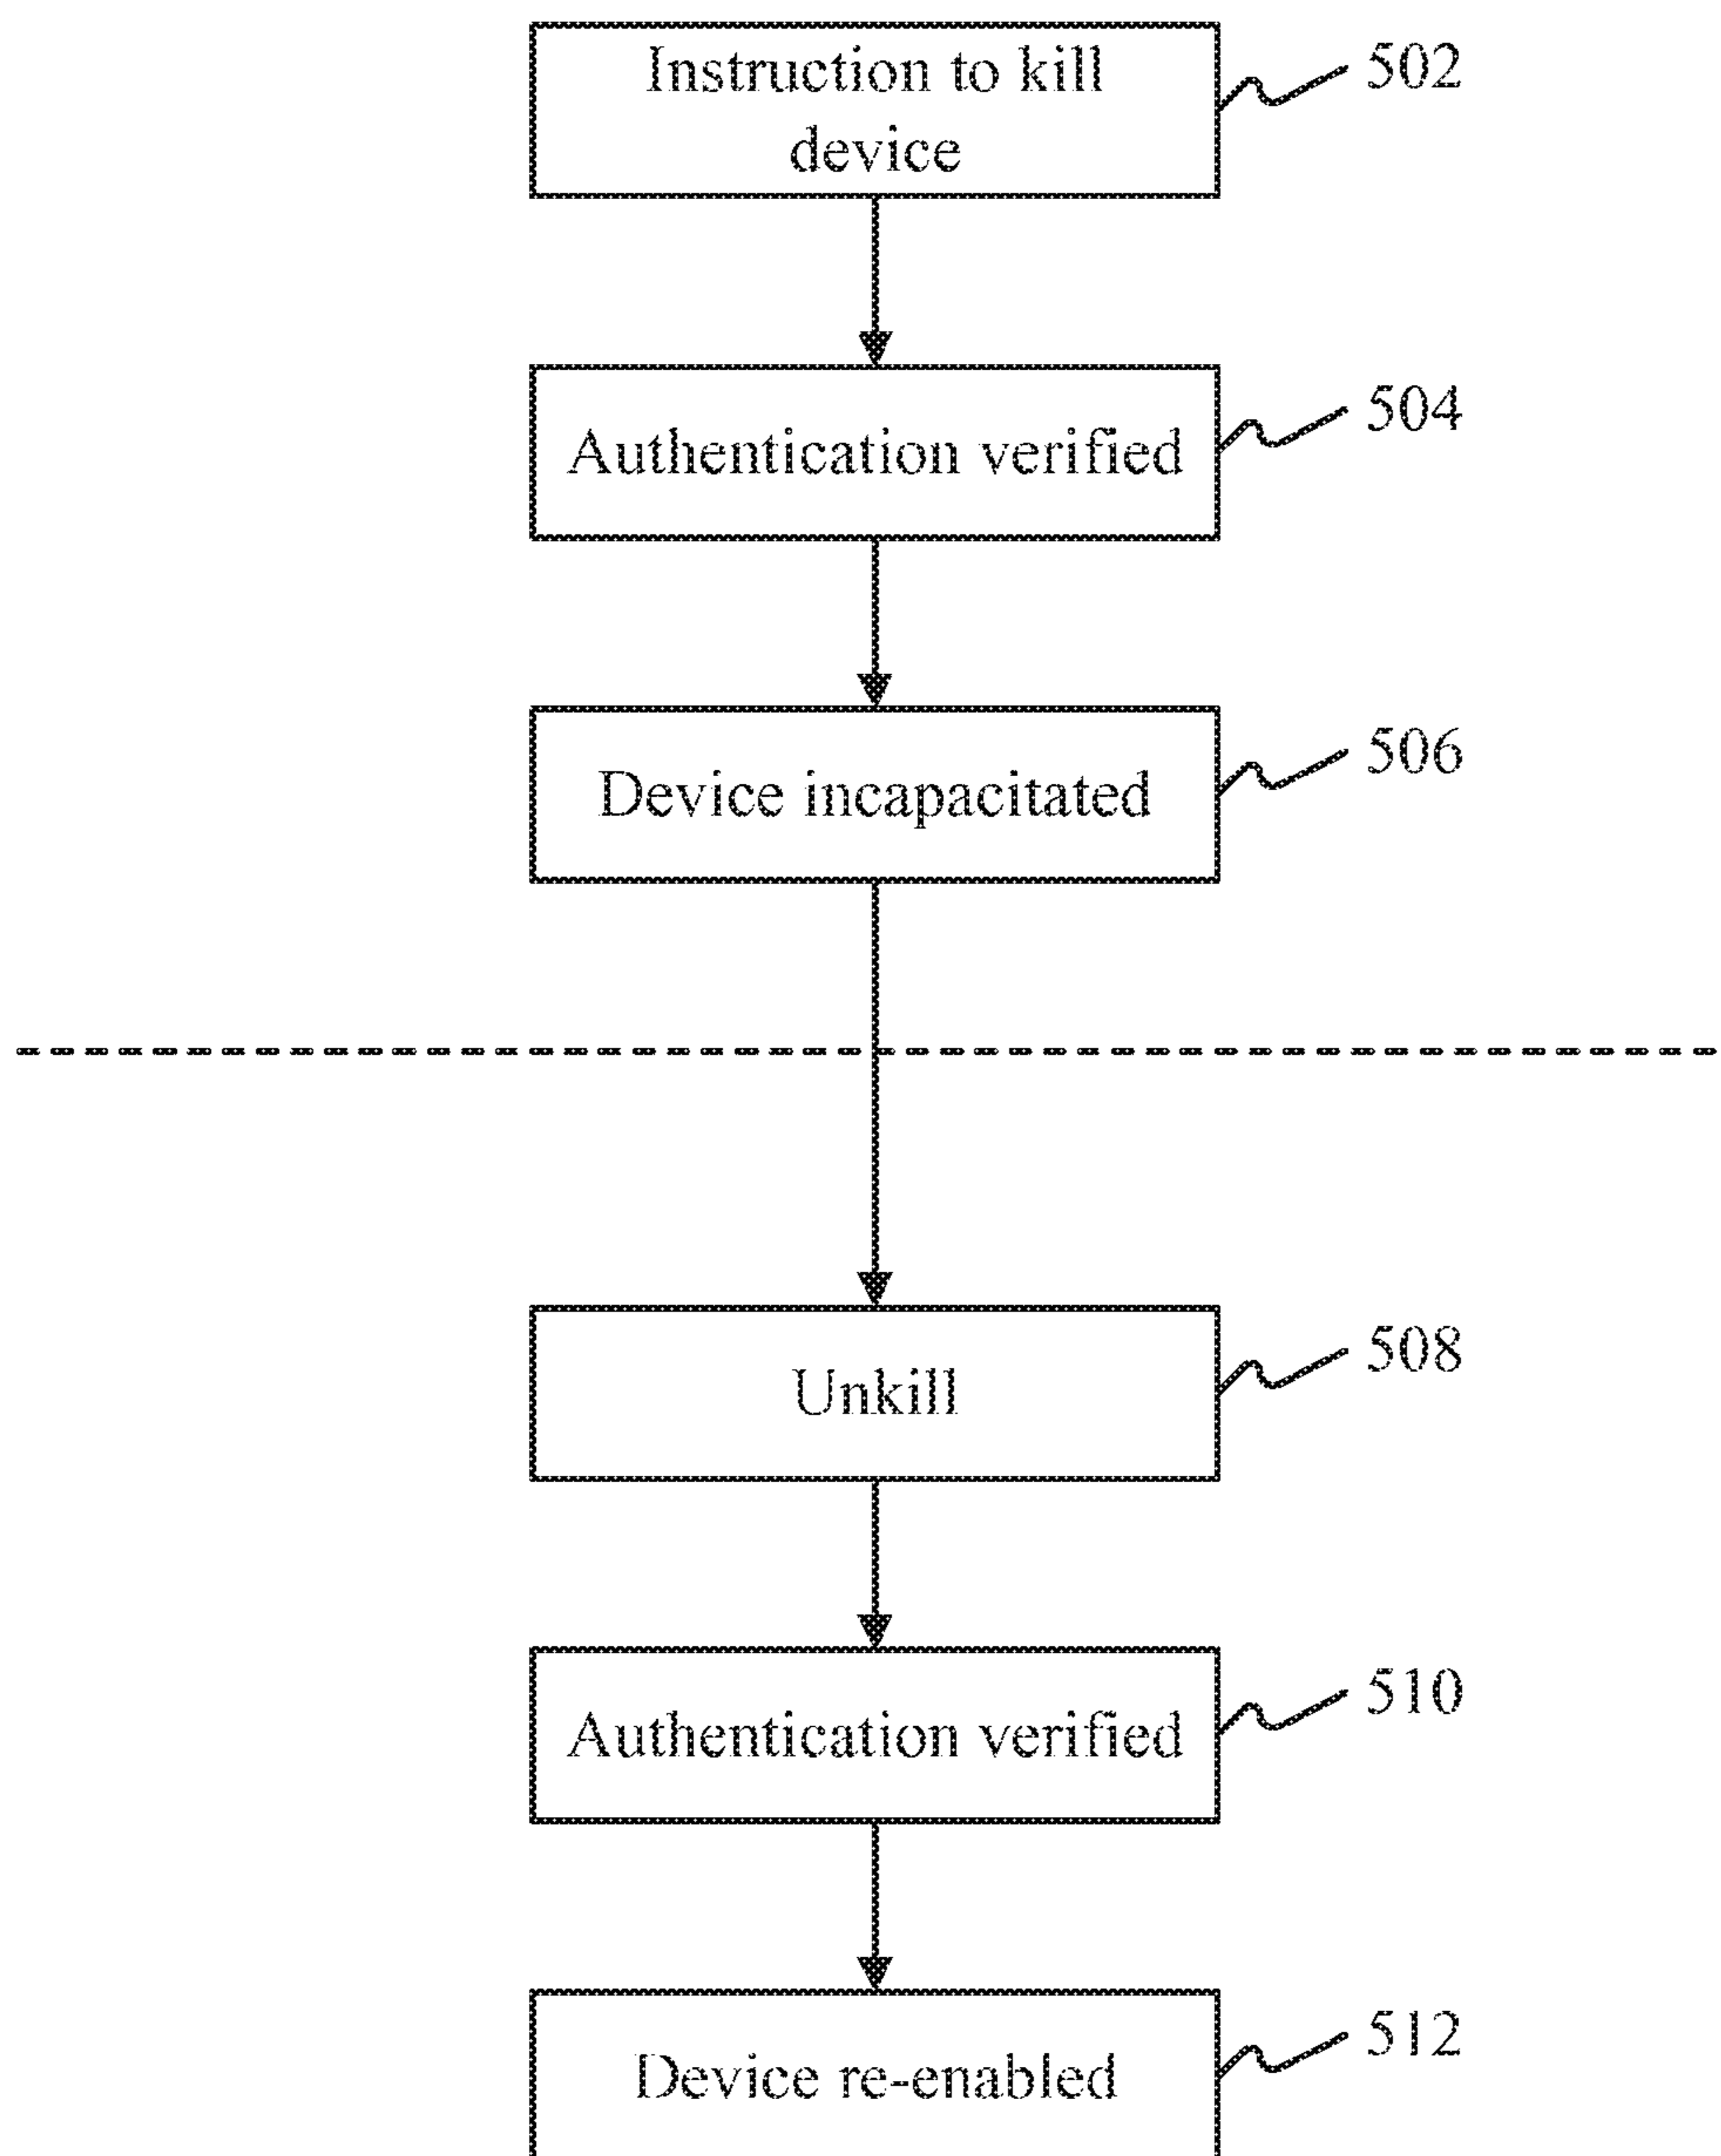 Instruction to kill
device
502
Authentication verified
504
Device incapacitated
506
Unkill
508
Authentication verified
510
Device re-enabled
512